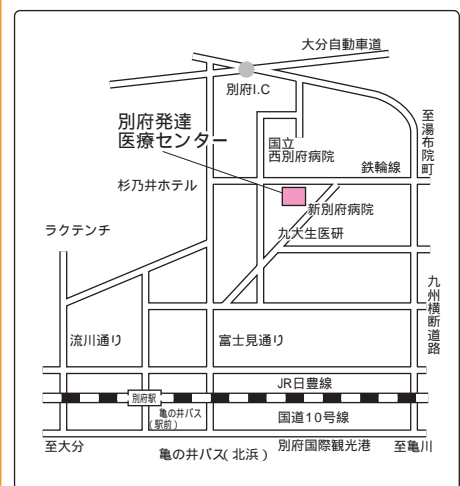 大分自動車道
別府I.C
別府発達
医療センター
国立
西別府病院
至湯布院町
鉄輪線
杉乃井ホテル
新別府病院
ラクテンチ
九大生医研
九州横断道路
流川通り
富士見通り
JR日豊線
別府駅
亀の井バス
(駅前)
国道10号線
至大分
亀の井バス(北浜)
別府国際観光港
至亀川